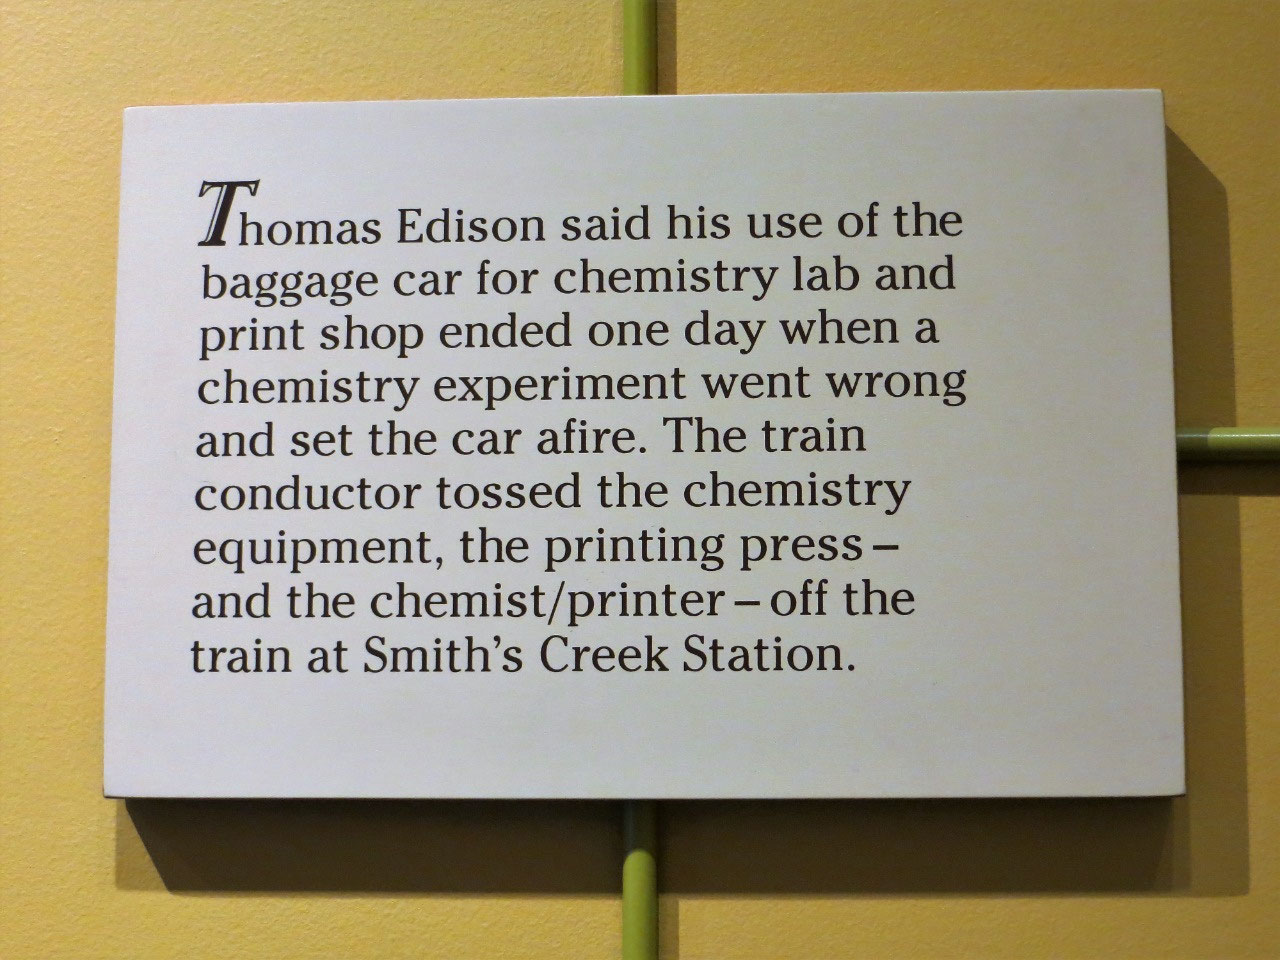 Thomas Edison said his use of the
baggage car for chemistry lab and
print shop ended one day when a
chemistry experiment went wrong
and set the car afire. The train
conductor tossed the chemistry
equipment, the printing press –
and the chemist/printer – off the
train at Smith’s Creek Station.